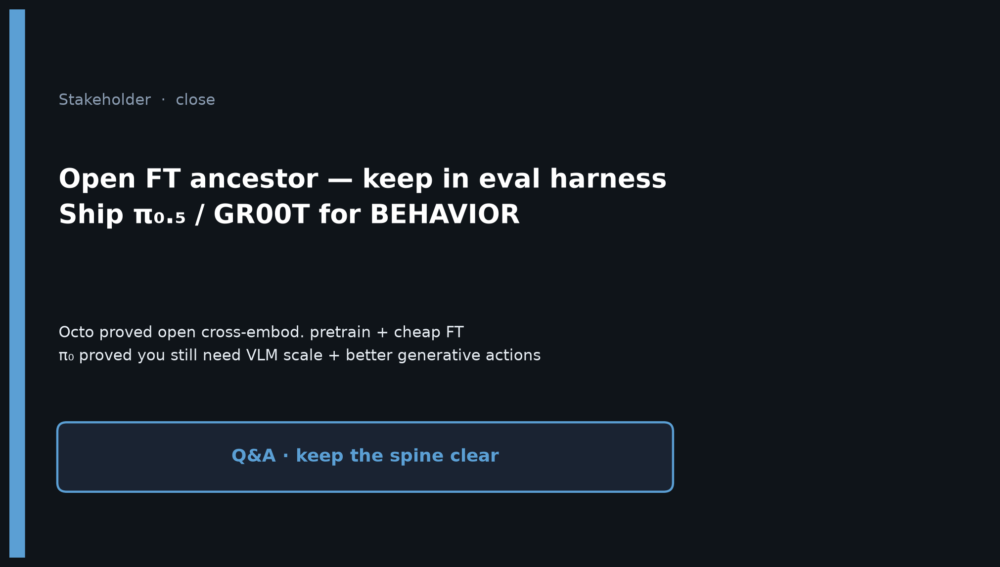 Stakeholder · close
Open FT ancestor — keep in eval harness
Ship π₀.₅ / GR00T for BEHAVIOR
Octo proved open cross-embod. pretrain + cheap FT
π₀ proved you still need VLM scale + better generative actions
Q&A · keep the spine clear